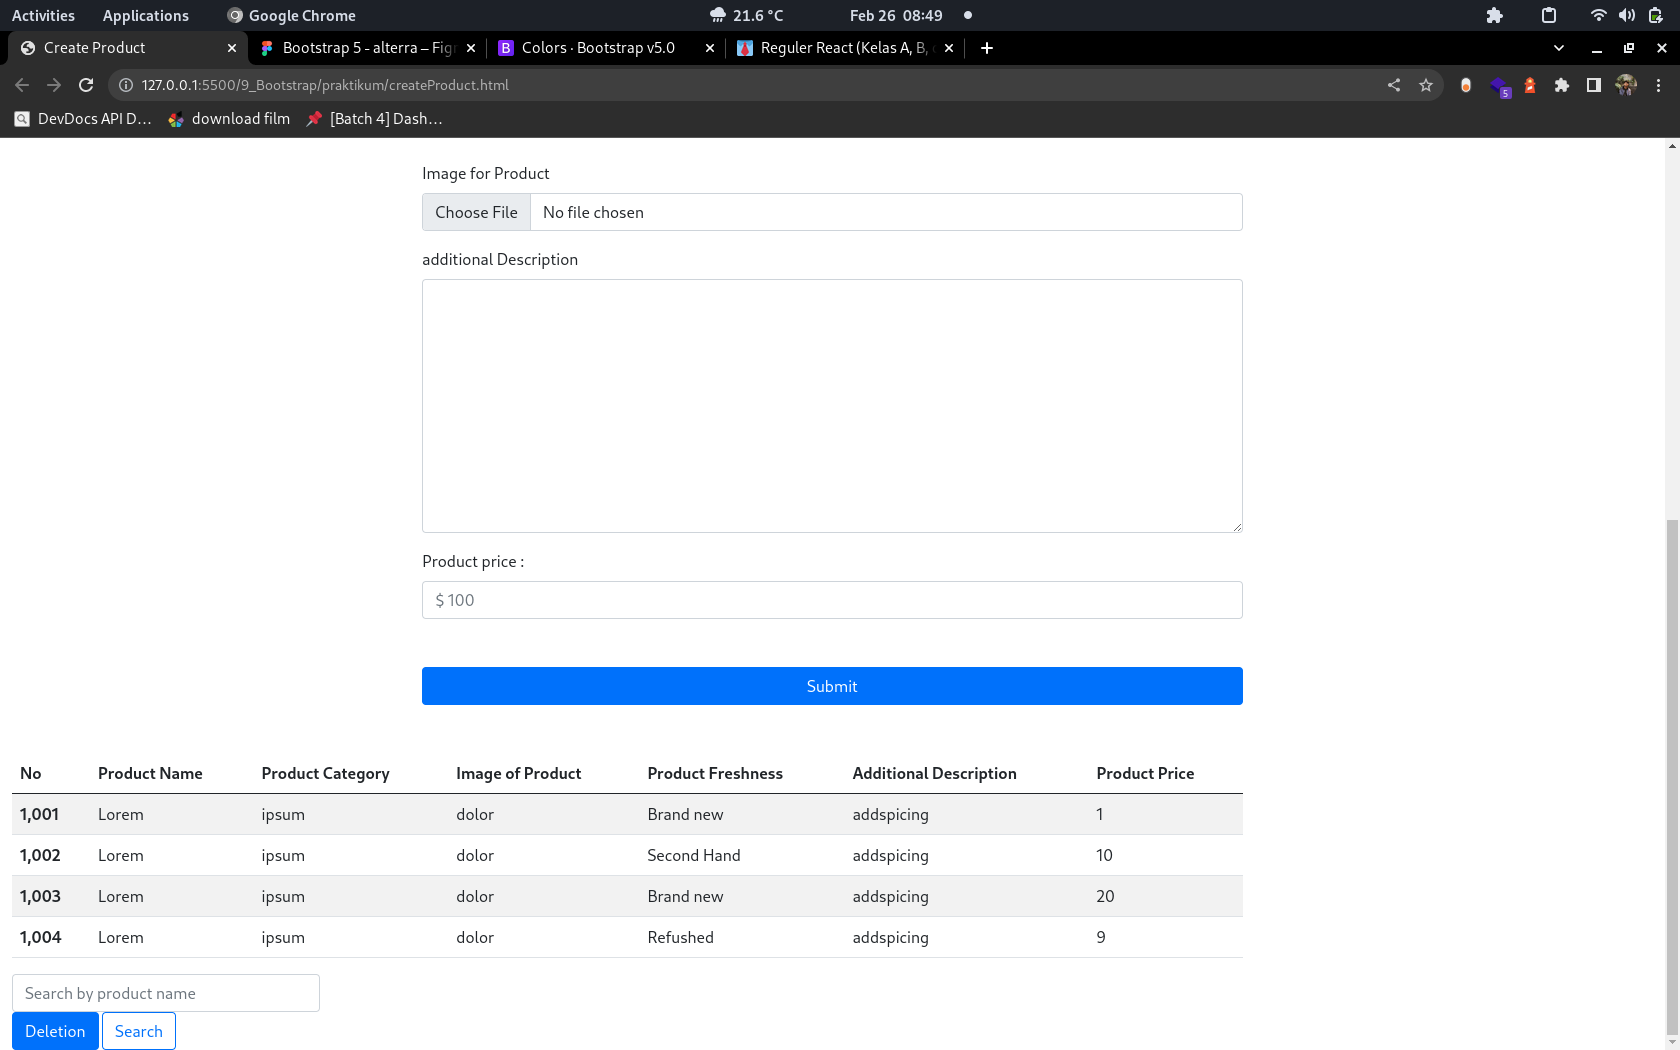 Activities Applications Google Chrome 21.6 °C Feb 26 08:49
Create Product Bootstrap 5 - alterra – Figr Colors · Bootstrap v5.0 Reguler React (Kelas A, B,
127.0.0.1:5500/9_Bootstrap/praktikum/createProduct.html 5
DevDocs API D... download film [Batch 4] Dash...
Image for Product
Choose File No file chosen
additional Description
Product price :
$ 100
Submit
No Product Name Product Category Image of Product Product Freshness Additional Description Product Price
1,001 Lorem ipsum dolor Brand new addspicing 1
1,002 Lorem ipsum dolor Second Hand addspicing 10
1,003 Lorem ipsum dolor Brand new addspicing 20
1,004 Lorem ipsum dolor Refushed addspicing 9
Search by product name
Deletion Search